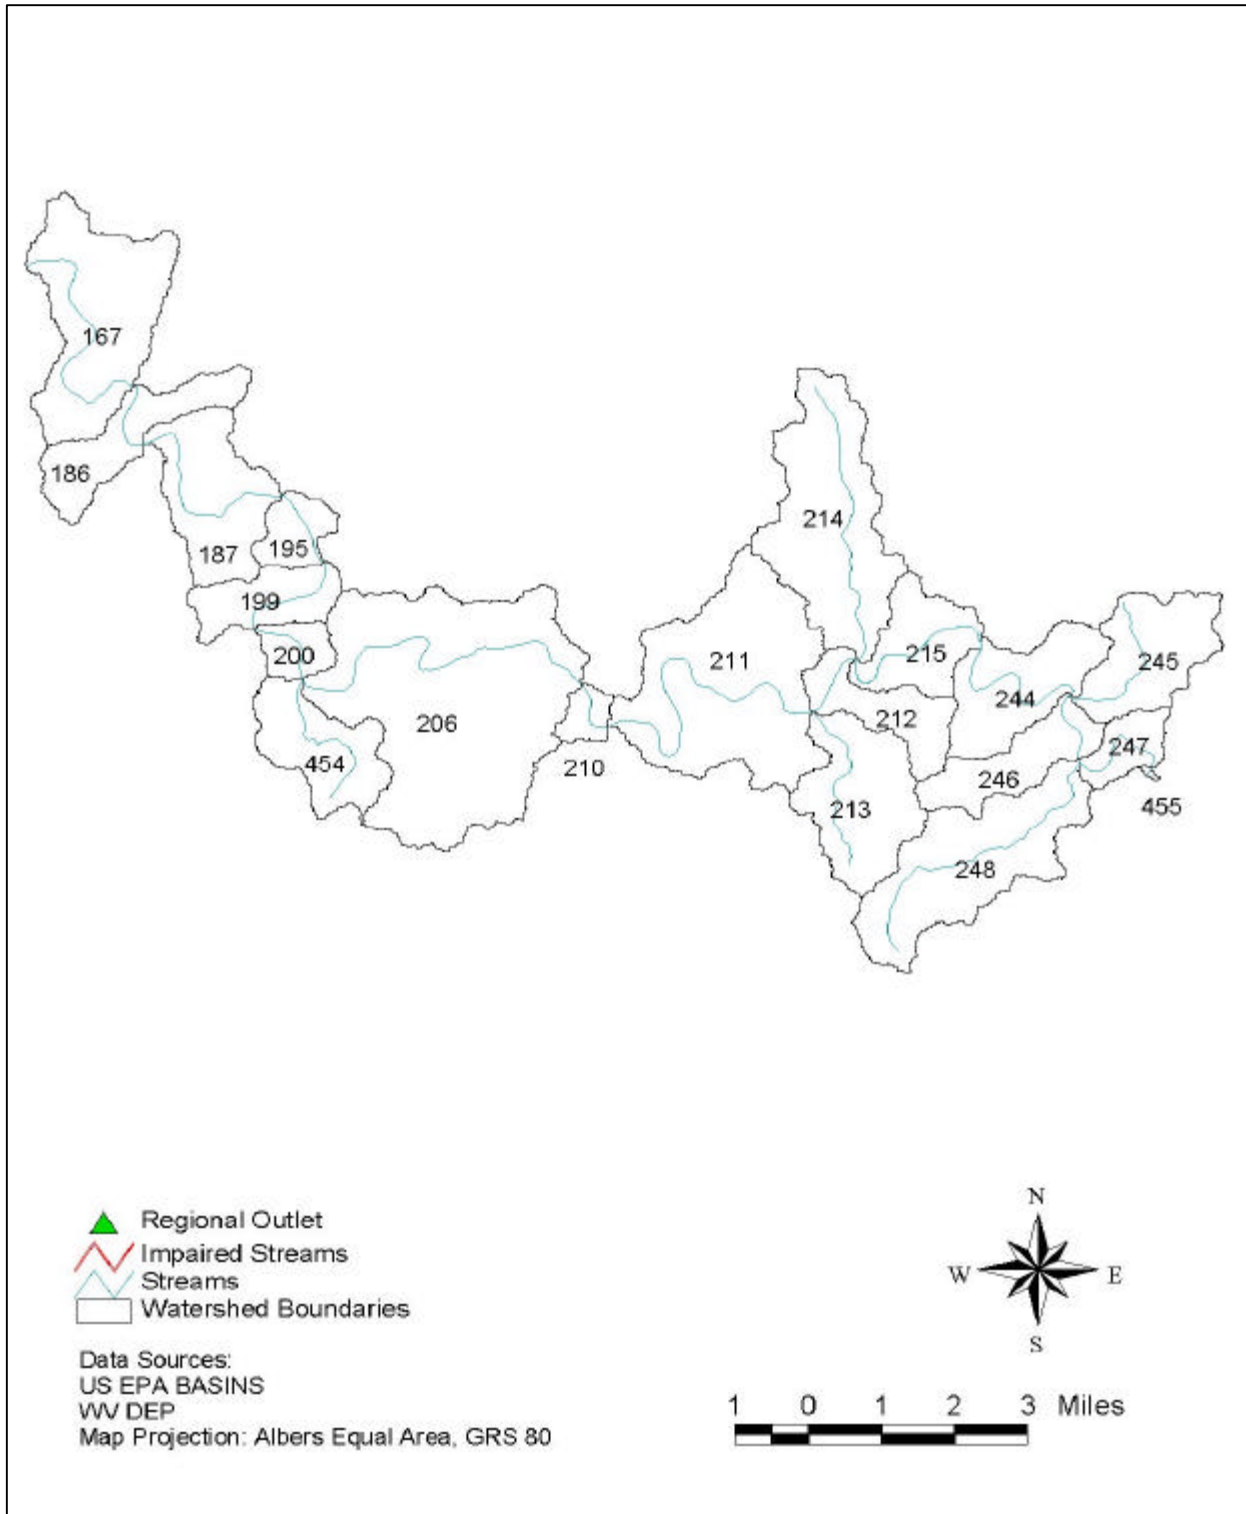 167
186
187
195
199
200
454
206
210
211
214
215
212
213
244
245
246
247
455
248
Regional Outlet
Impaired Streams
Streams
Watershed Boundaries
Data Sources:
US EPA BASINS
WV DEP
Map Projection: Albers Equal Area, GRS 80
N
W E
S
1 0 1 2 3 Miles